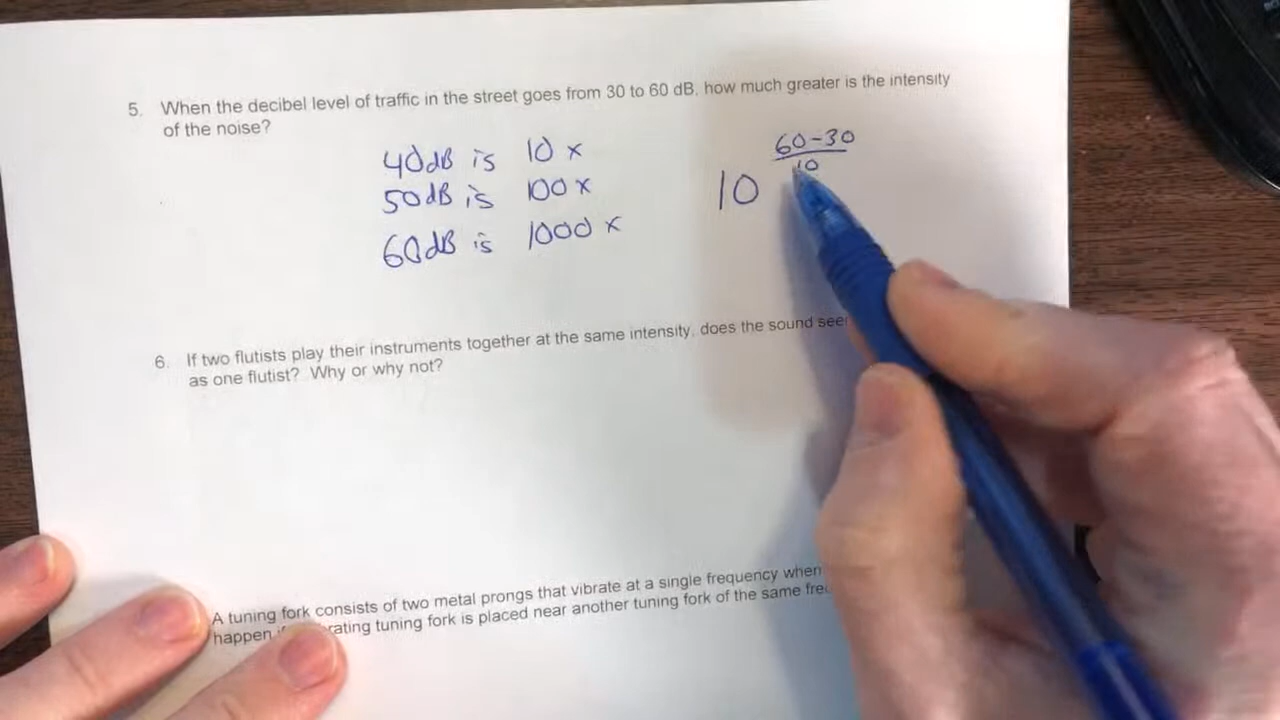 5. When the decibel level of traffic in the street goes from 30 to 60 dB, how much greater is the intensity
of the noise?
40dB is 10 x
50dB is 100 x
60dB is 1000 x
60-30
10
10
6. If two flutists play their instruments together at the same intensity, does the sound
as one flutist? Why or why not?
A tuning fork consists of two metal prongs that vibrate at a single frequency when
happen tuning fork is placed near another tuning fork of the same